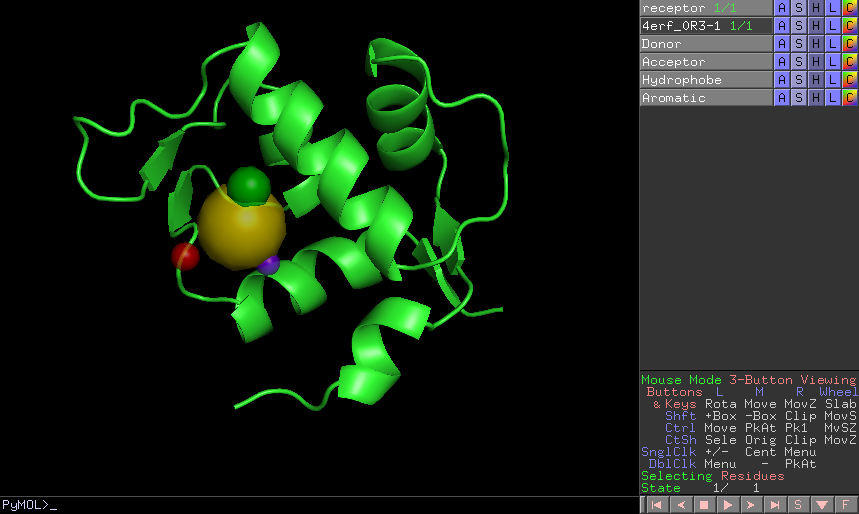 receptor 1/1 A S H L C
4erf_0R3-1 1/1 A S H L C
Donor A S H L C
Acceptor A S H L C
Hydrophobe A S H L C
Aromatic A S H L C
Mouse Mode 3-Button Viewing
Buttons L M R Wheel
& Keys Rota Move MovZ Slab
Shft +Box -Box Clip MovS
Ctrl Move PkAt Pk1 MvSZ
CtSh Sele Orig Clip MovZ
SnglClk +/- Cent Menu
DblClk Menu - PkAt
Selecting Residues
State 1/ 1
PyMOL>_
S F